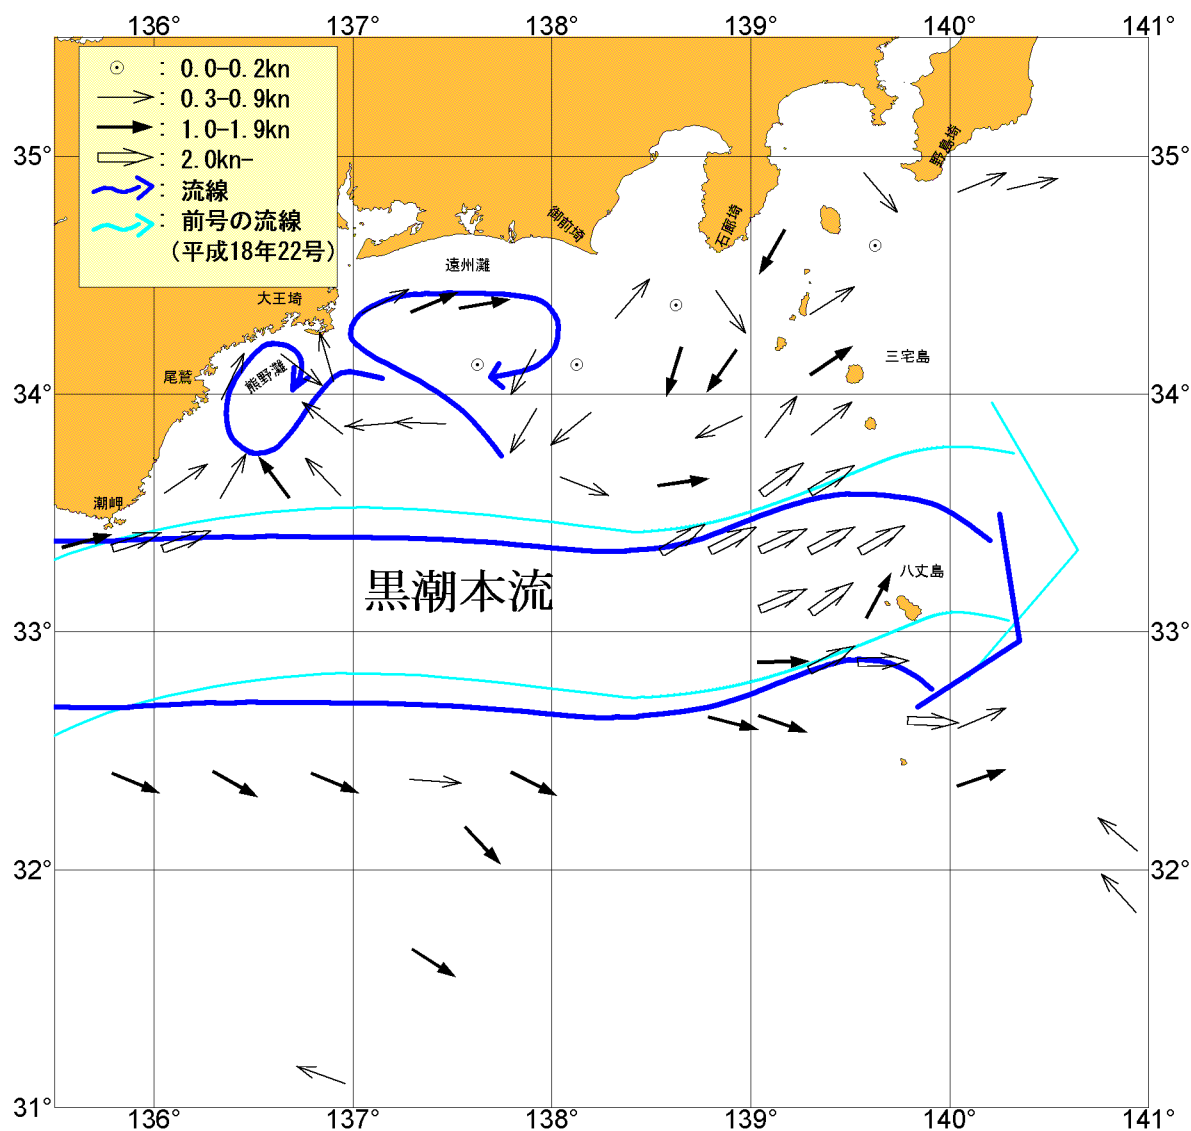 136° 137° 138° 139° 140° 141°
: 0.0-0.2kn
: 0.3-0.9kn
: 1.0-1.9kn
: 2.0kn-
: 流線
: 前号の流線
(平成18年22号)
35° 35°
野島埼
石廊埼
御前埼
遠州灘
大王埼
三宅島
尾鷲
熊野灘
34° 34°
潮岬
八丈島
黒潮本流
33° 33°
32° 32°
31° 31°
136° 137° 138° 139° 140° 141°